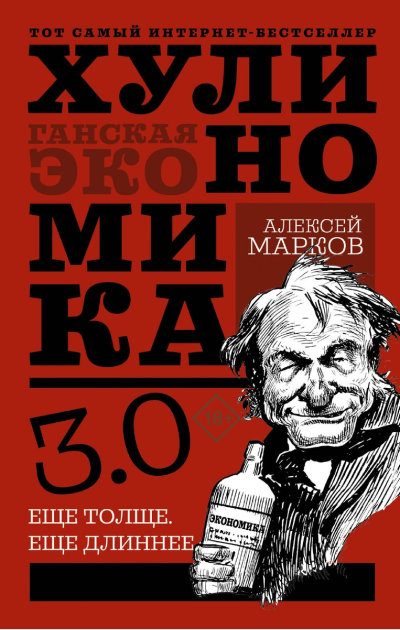 ТОТ САМЫЙ ИНТЕРНЕТ-БЕСТСЕЛЛЕР
ХУЛИ
ГАНСКАЯ
ЭКОНО
МИ
КА
АЛЕКСЕЙ
МАРКОВ
3.0
18+
ЕЩЕ ТОЛЩЕ.
ЕЩЕ ДЛИННЕЕ
ЭКОНОМИКА